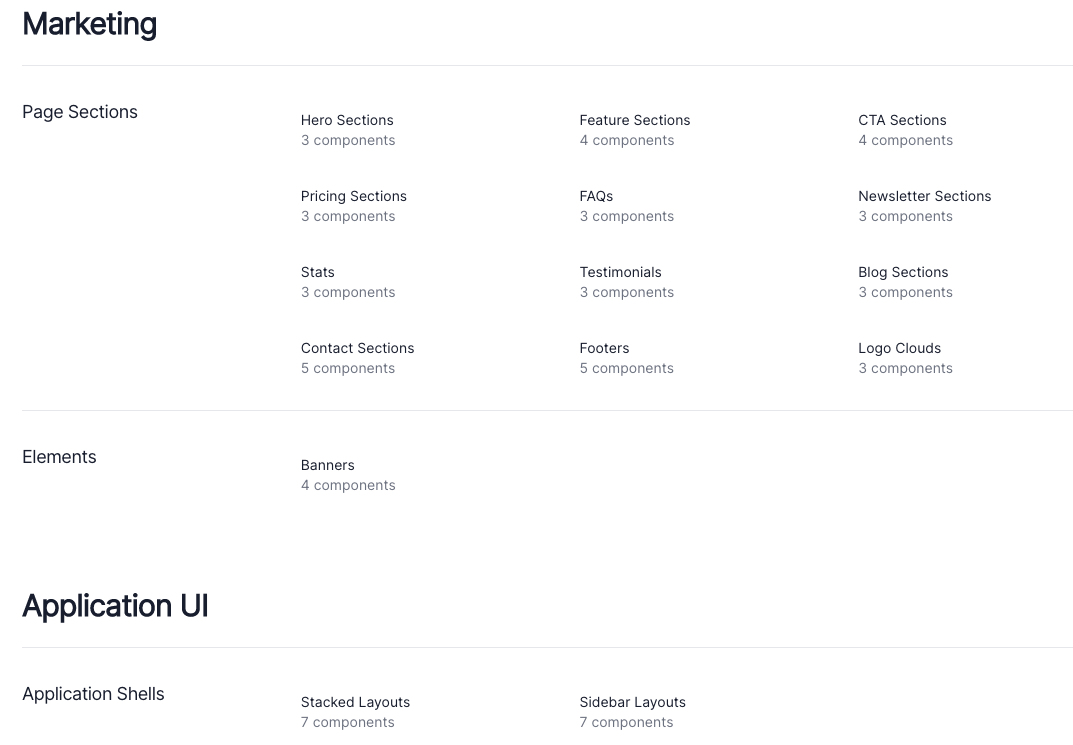 Marketing
Page Sections
Hero Sections
3 components
Feature Sections
4 components
CTA Sections
4 components
Pricing Sections
3 components
FAQs
3 components
Newsletter Sections
3 components
Stats
3 components
Testimonials
3 components
Blog Sections
3 components
Contact Sections
5 components
Footers
5 components
Logo Clouds
3 components
Elements
Banners
4 components
Application UI
Application Shells
Stacked Layouts
7 components
Sidebar Layouts
7 components